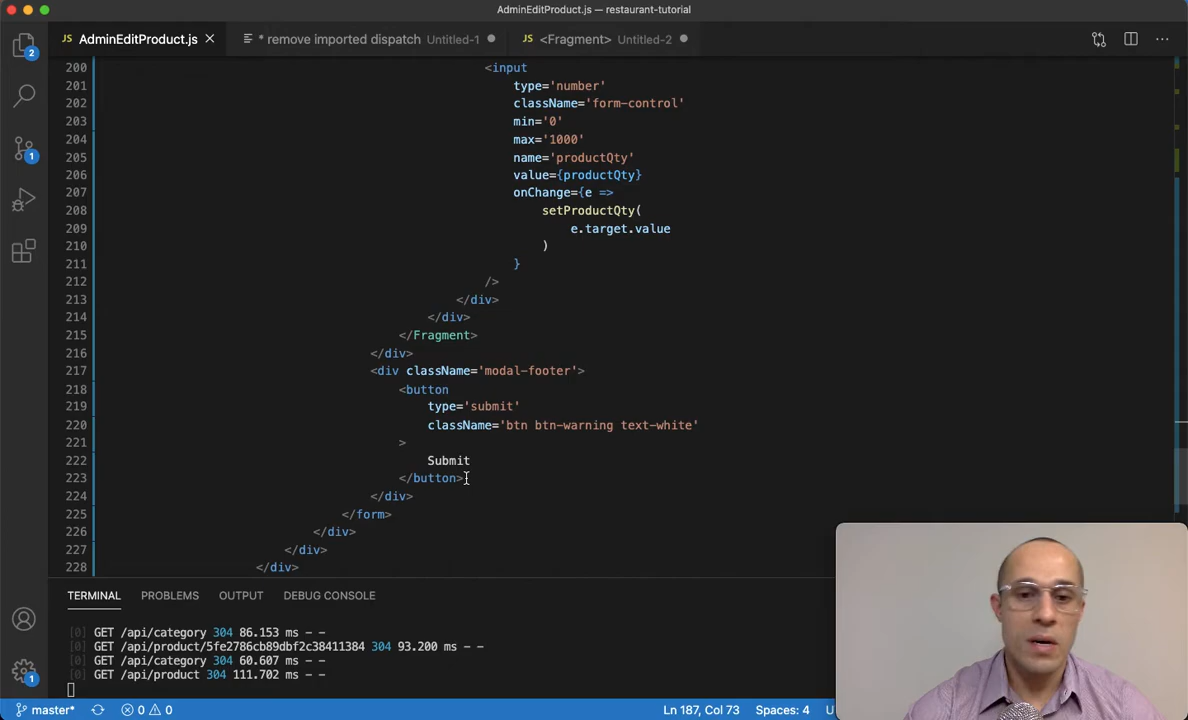 AdminEditProduct.js — restaurant-tutorial
JS AdminEditProduct.js × * remove imported dispatch Untitled-1 JS <Fragment> Untitled-2
200 <input
201 type='number'
202 className='form-control'
203 min='0'
204 max='1000'
205 name='productQty'
206 value={productQty}
207 onChange={e =>
208 setProductQty(
209 e.target.value
210 )
211 }
212 />
213 </div>
214 </div>
215 </Fragment>
216 </div>
217 <div className='modal-footer'>
218 <button
219 type='submit'
220 className='btn btn-warning text-white'
221 >
222 Submit
223 </button>
224 </div>
225 </form>
226 </div>
227 </div>
228 </div>
2
1
1
TERMINAL PROBLEMS OUTPUT DEBUG CONSOLE
[0] GET /api/category 304 86.153 ms - -
[0] GET /api/product/5fe2786cb89dbf2c38411384 304 93.200 ms - -
[0] GET /api/category 304 60.607 ms - -
[0] GET /api/product 304 111.702 ms - -
master* 0 0 Ln 187, Col 73 Spaces: 4 U